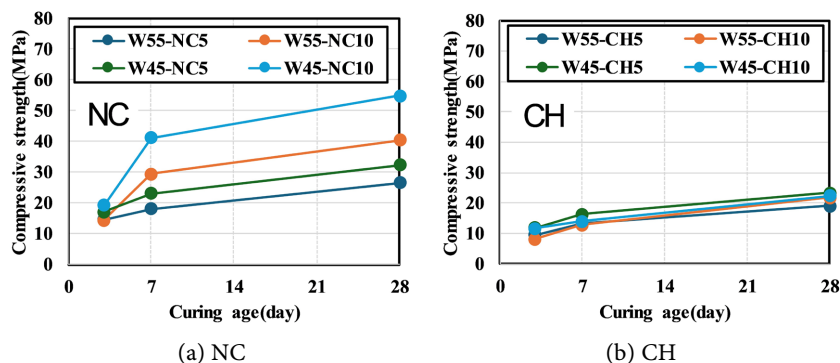 80
70
60
50
40
30
20
10
0
Compressive strength(MPa)
W55-NC5
W55-NC10
W45-NC5
W45-NC10
NC
0
7
14
21
28
Curing age(day)
(a) NC
80
70
60
50
40
30
20
10
0
Compressive strength(MPa)
W55-CH5
W55-CH10
W45-CH5
W45-CH10
CH
0
7
14
21
28
Curing age(day)
(b) CH